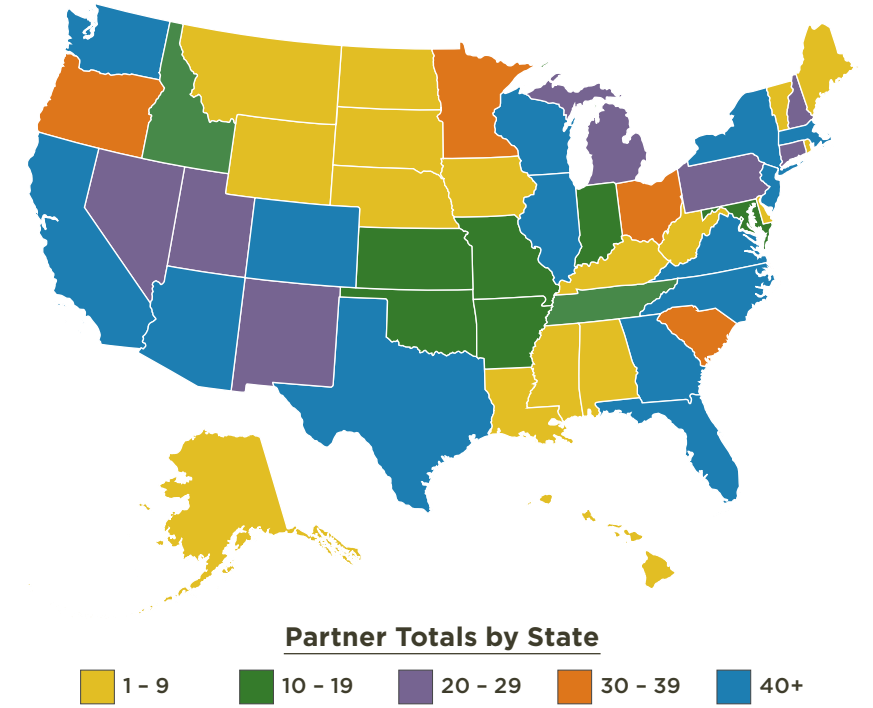 Partner Totals by State
1 – 9
10 – 19
20 – 29
30 – 39
40+